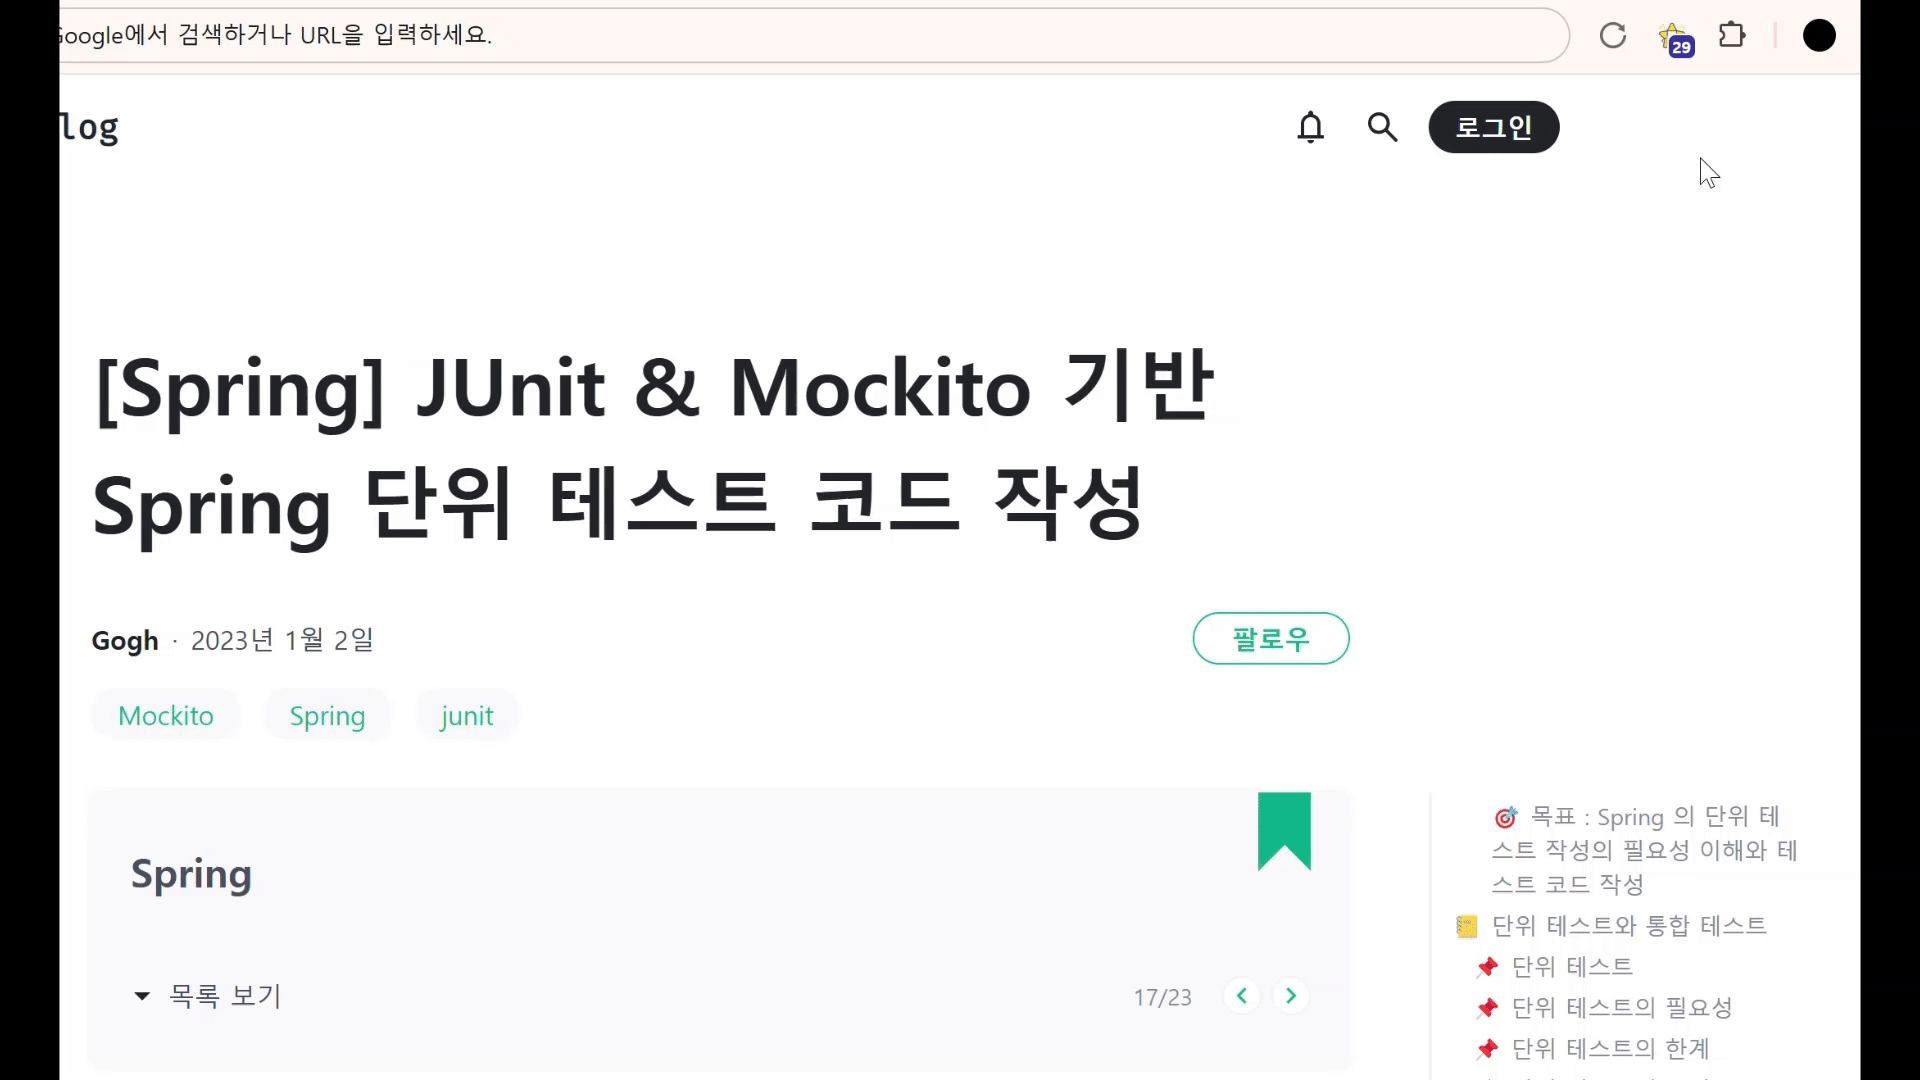 Google에서 검색하거나 URL을 입력하세요.
29
log
로그인
[Spring] JUnit & Mockito 기반
Spring 단위 테스트 코드 작성
Gogh · 2023년 1월 2일
팔로우
Mockito Spring junit
Spring
목록 보기
17/23
목표 : Spring 의 단위 테
스트 작성의 필요성 이해와 테
스트 코드 작성
단위 테스트와 통합 테스트
단위 테스트
단위 테스트의 필요성
단위 테스트의 한계